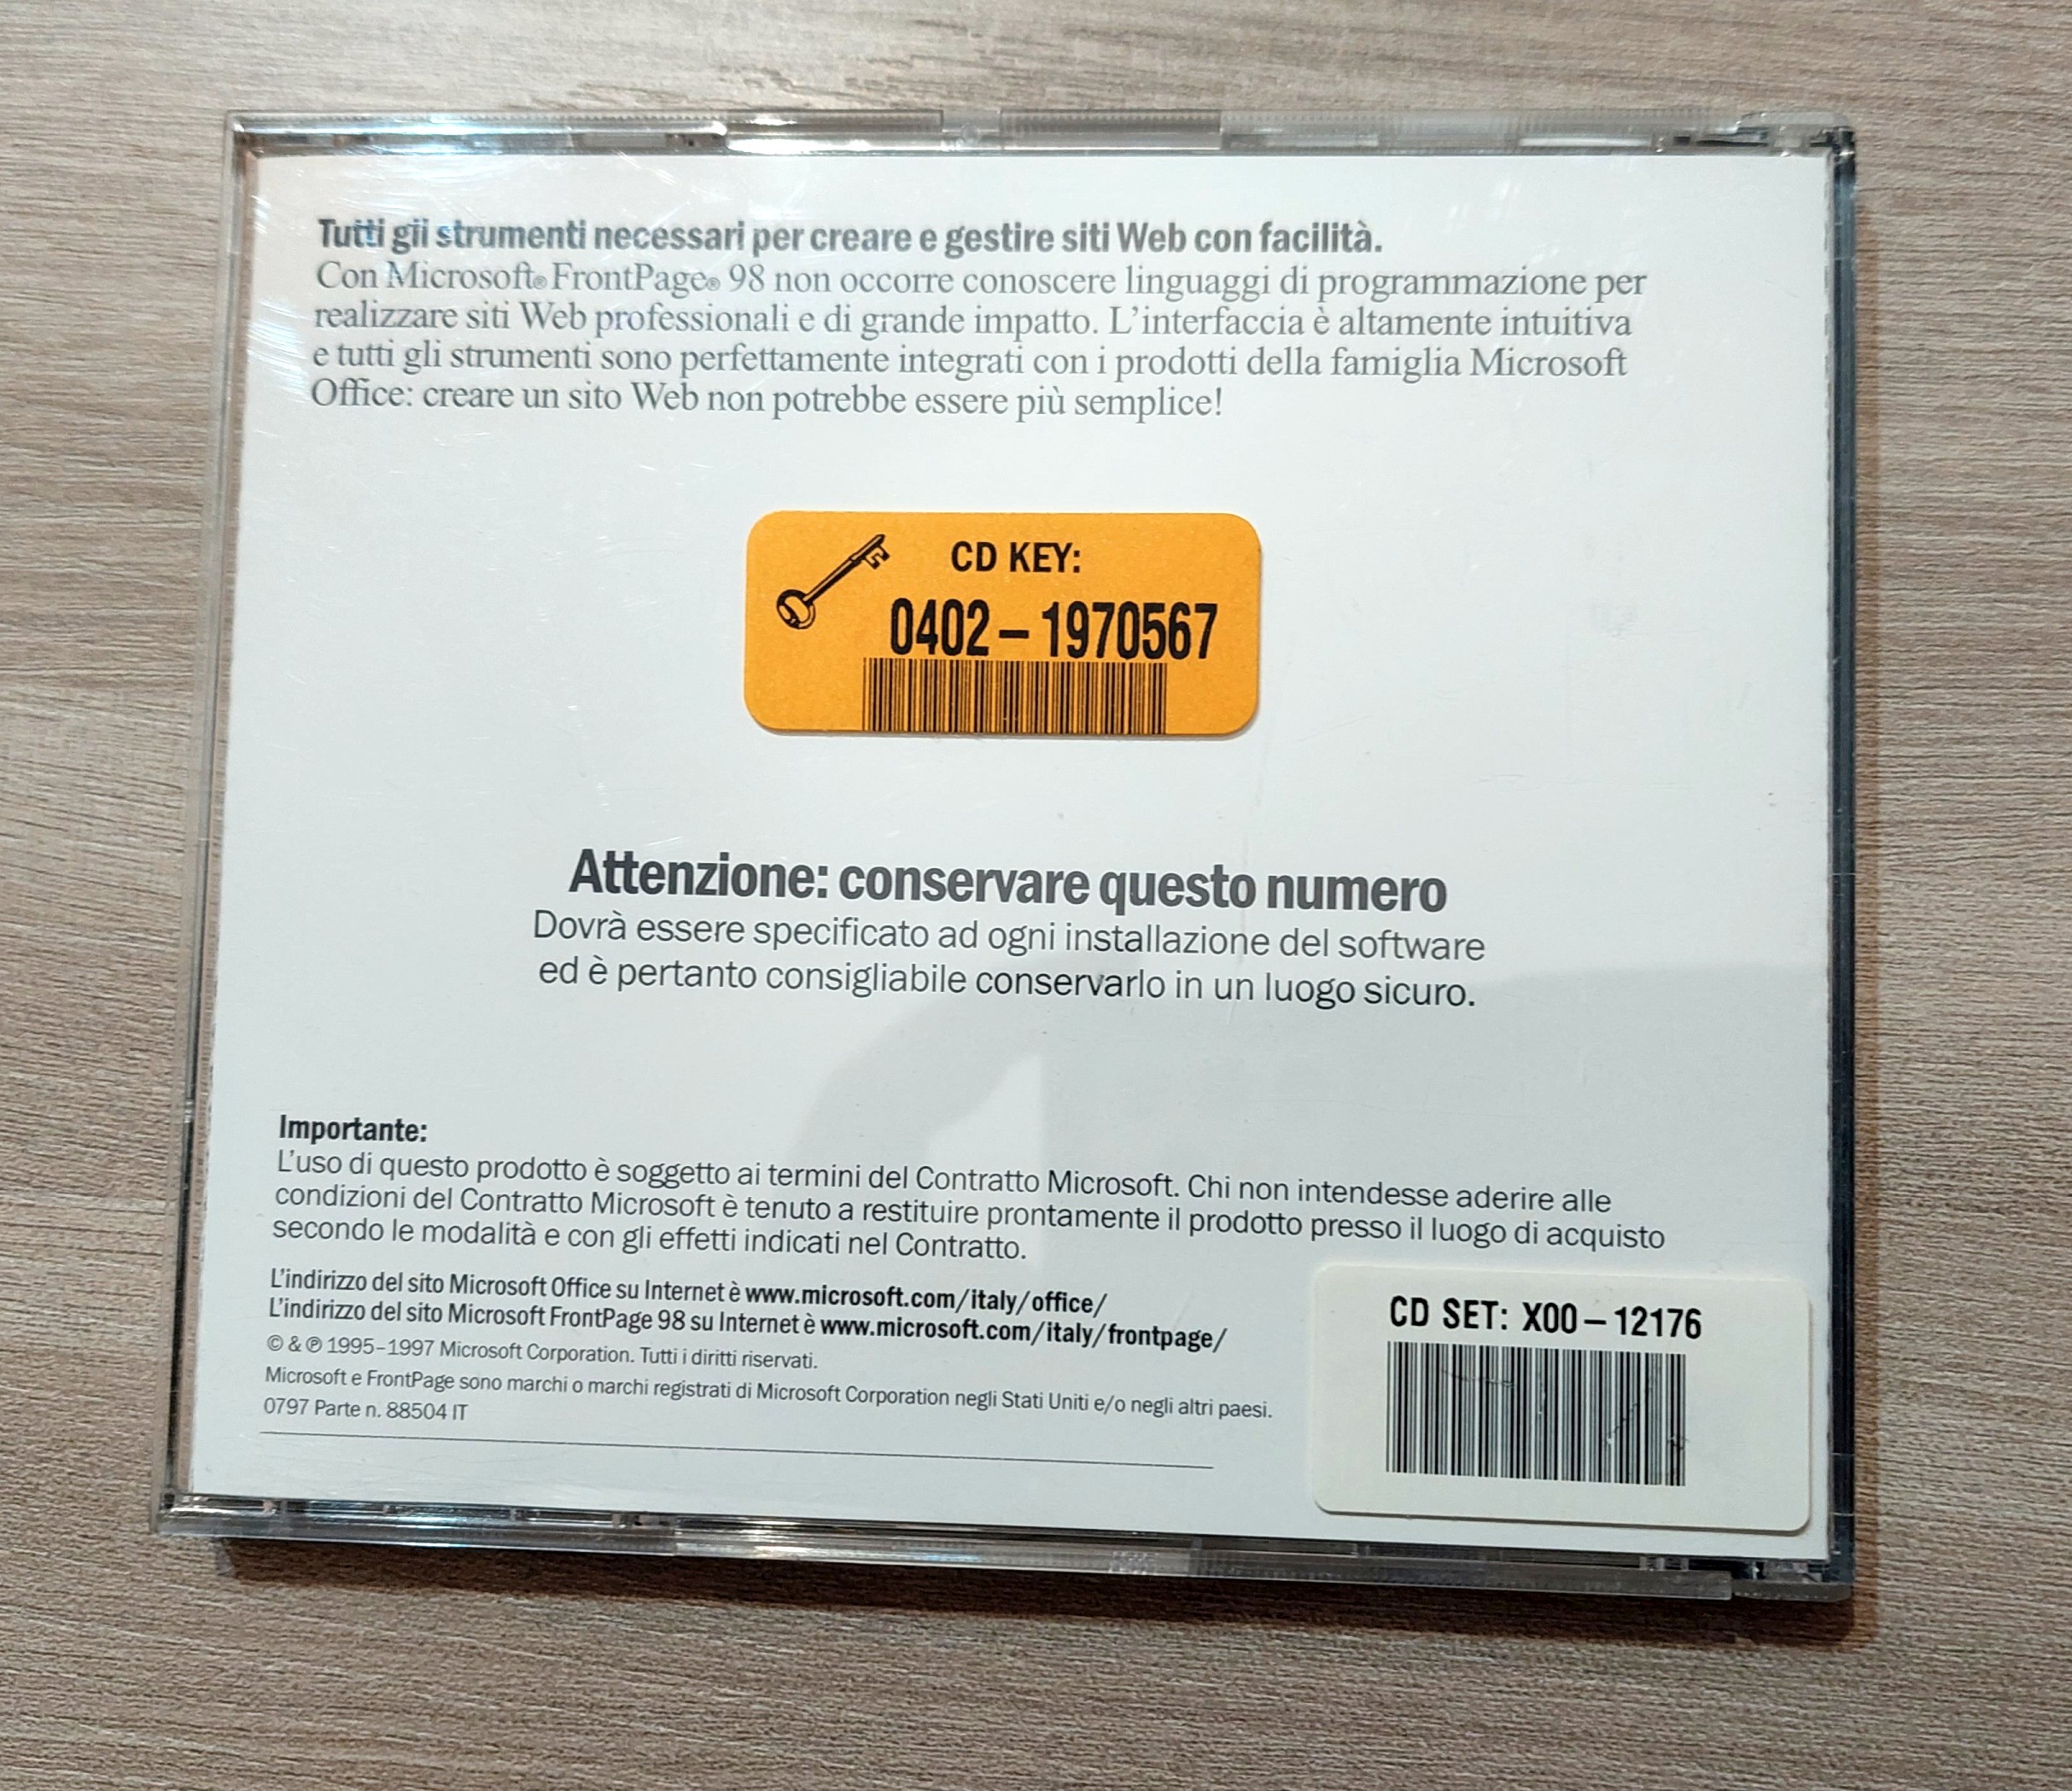 Tutti gli strumenti necessari per creare e gestire siti Web con facilità.
Con Microsoft® FrontPage® 98 non occorre conoscere linguaggi di programmazione per
realizzare siti Web professionali e di grande impatto. L'interfaccia è altamente intuitiva
e tutti gli strumenti sono perfettamente integrati con i prodotti della famiglia Microsoft
Office: creare un sito Web non potrebbe essere più semplice!
CD KEY:
0402-1970567
Attenzione: conservare questo numero
Dovrà essere specificato ad ogni installazione del software
ed è pertanto consigliabile conservarlo in un luogo sicuro.
Importante:
L'uso di questo prodotto è soggetto ai termini del Contratto Microsoft. Chi non intendesse aderire alle
condizioni del Contratto Microsoft è tenuto a restituire prontamente il prodotto presso il luogo di acquisto
secondo le modalità e con gli effetti indicati nel Contratto.
L'indirizzo del sito Microsoft Office su Internet è www.microsoft.com/italy/office/
L'indirizzo del sito Microsoft FrontPage 98 su Internet è www.microsoft.com/italy/frontpage/
© & ℗ 1995-1997 Microsoft Corporation. Tutti i diritti riservati.
Microsoft e FrontPage sono marchi o marchi registrati di Microsoft Corporation negli Stati Uniti e/o negli altri paesi.
0797 Parte n. 88504 IT
CD SET: X00-12176